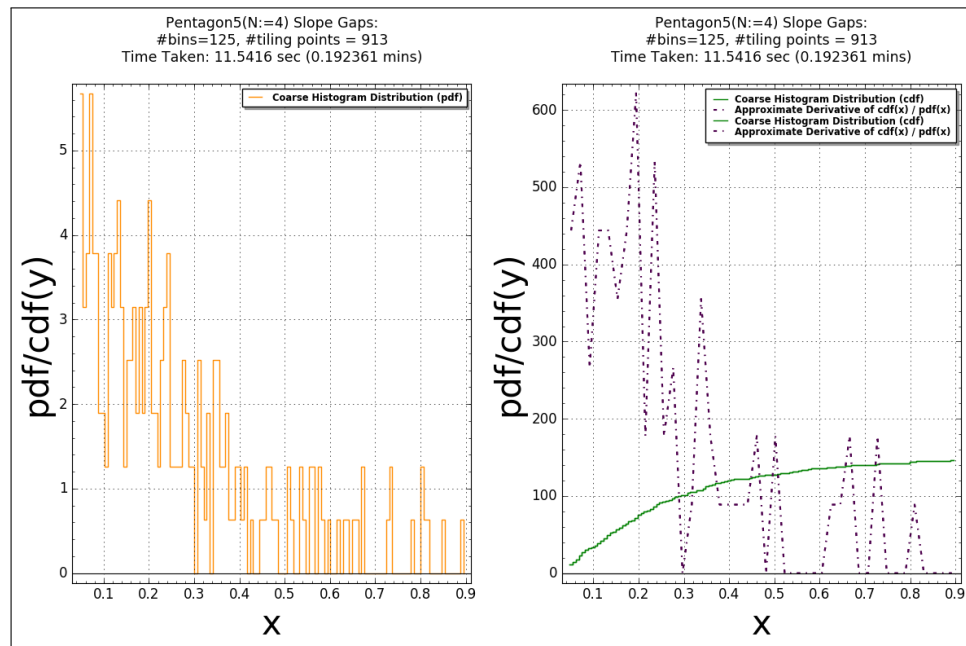 Pentagon5(N:=4) Slope Gaps:
#bins=125, #tiling points = 913
Time Taken: 11.5416 sec (0.192361 mins)
Coarse Histogram Distribution (pdf)
pdf/cdf(y)
5
4
3
2
1
0
0.1 0.2 0.3 0.4 0.5 0.6 0.7 0.8 0.9
x
Pentagon5(N:=4) Slope Gaps:
#bins=125, #tiling points = 913
Time Taken: 11.5416 sec (0.192361 mins)
Coarse Histogram Distribution (cdf)
Approximate Derivative of cdf(x) / pdf(x)
Coarse Histogram Distribution (cdf)
Approximate Derivative of cdf(x) / pdf(x)
pdf/cdf(y)
600
500
400
300
200
100
0
0.1 0.2 0.3 0.4 0.5 0.6 0.7 0.8 0.9
x